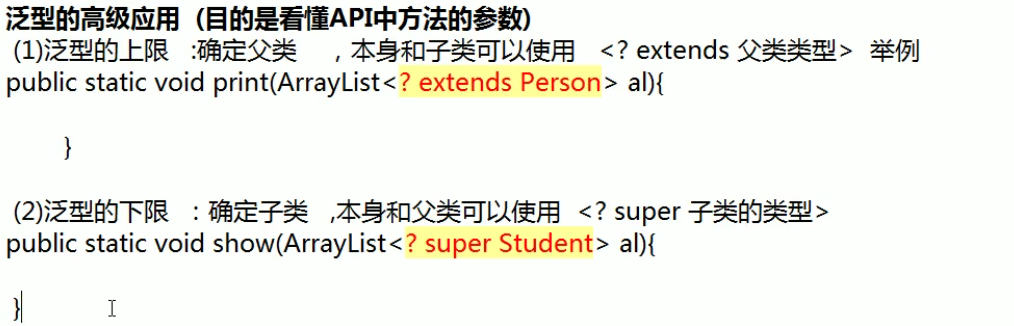 泛型的高级应用 (目的是看懂API中方法的参数)
(1)泛型的上限 :确定父类 , 本身和子类可以使用 <? extends 父类类型> 举例
public static void print(ArrayList<? extends Person> al){
}
(2)泛型的下限 : 确定子类 ,本身和父类可以使用 <? super 子类的类型>
public static void show(ArrayList<? super Student> al){
}